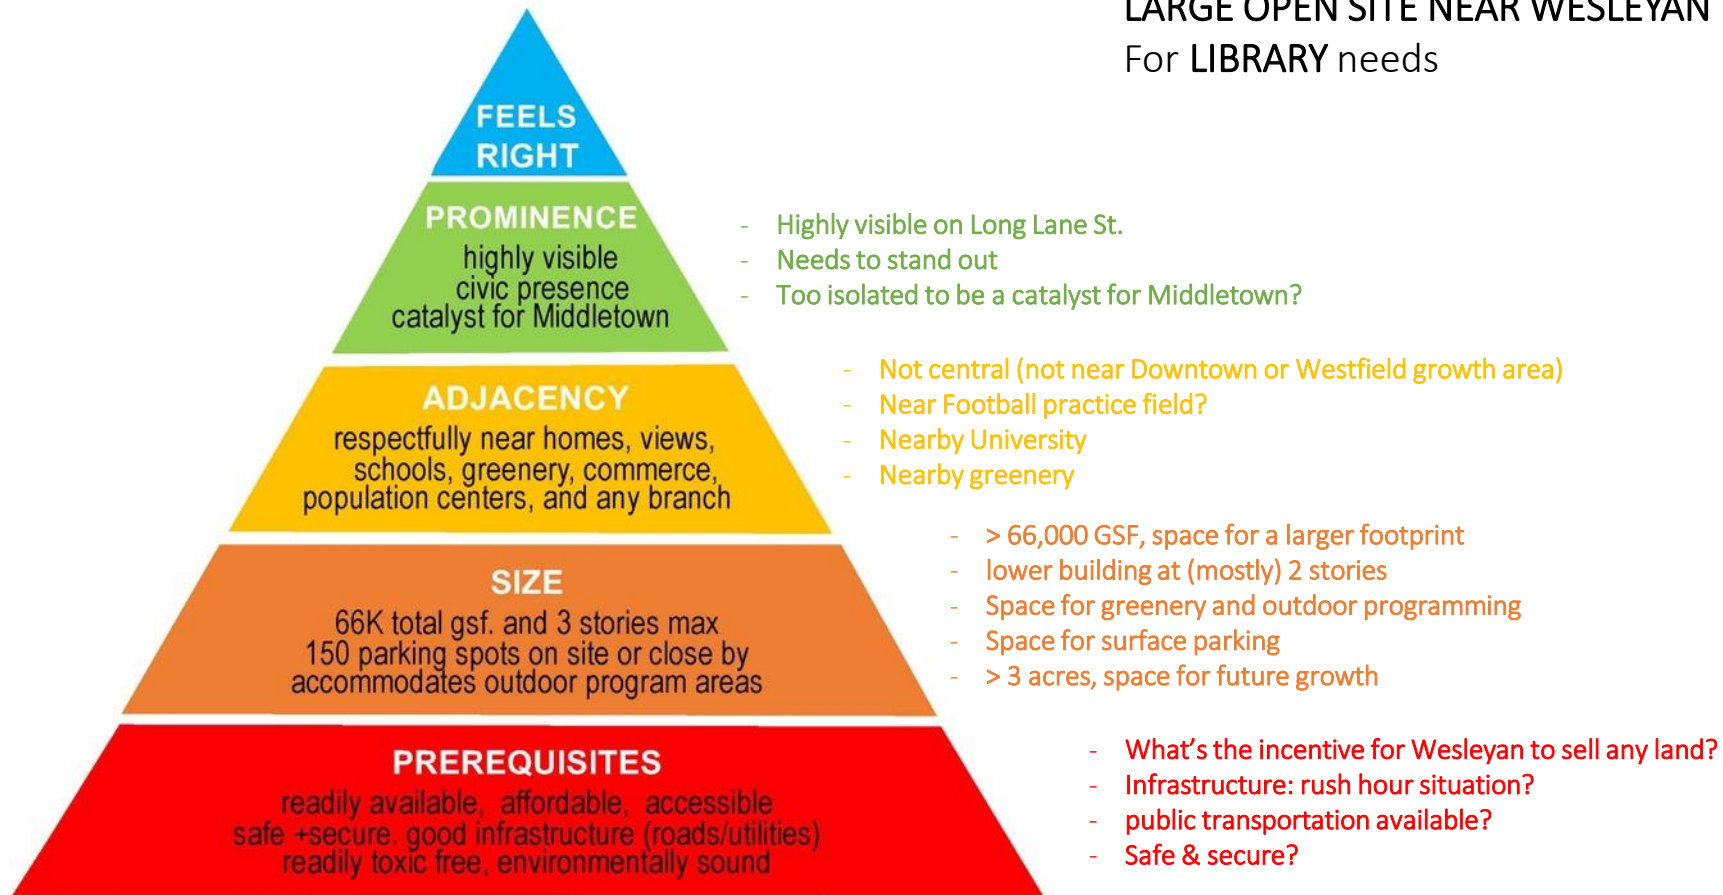 LARGE OPEN SITE NEAR WESLEYAN
For LIBRARY needs
FEELS
RIGHT
PROMINENCE
highly visible
civic presence
catalyst for Middletown
- Highly visible on Long Lane St.
- Needs to stand out
- Too isolated to be a catalyst for Middletown?
ADJACENCY
respectfully near homes, views,
schools, greenery, commerce,
population centers, and any branch
- Not central (not near Downtown or Westfield growth area)
- Near Football practice field?
- Nearby University
- Nearby greenery
SIZE
66K total gsf. and 3 stories max
150 parking spots on site or close by
accommodates outdoor program areas
- > 66,000 GSF, space for a larger footprint
- lower building at (mostly) 2 stories
- Space for greenery and outdoor programming
- Space for surface parking
- > 3 acres, space for future growth
PREREQUISITES
readily available, affordable, accessible
safe +secure. good infrastructure (roads/utilities)
readily toxic free, environmentally sound
- What's the incentive for Wesleyan to sell any land?
- Infrastructure: rush hour situation?
- public transportation available?
- Safe & secure?